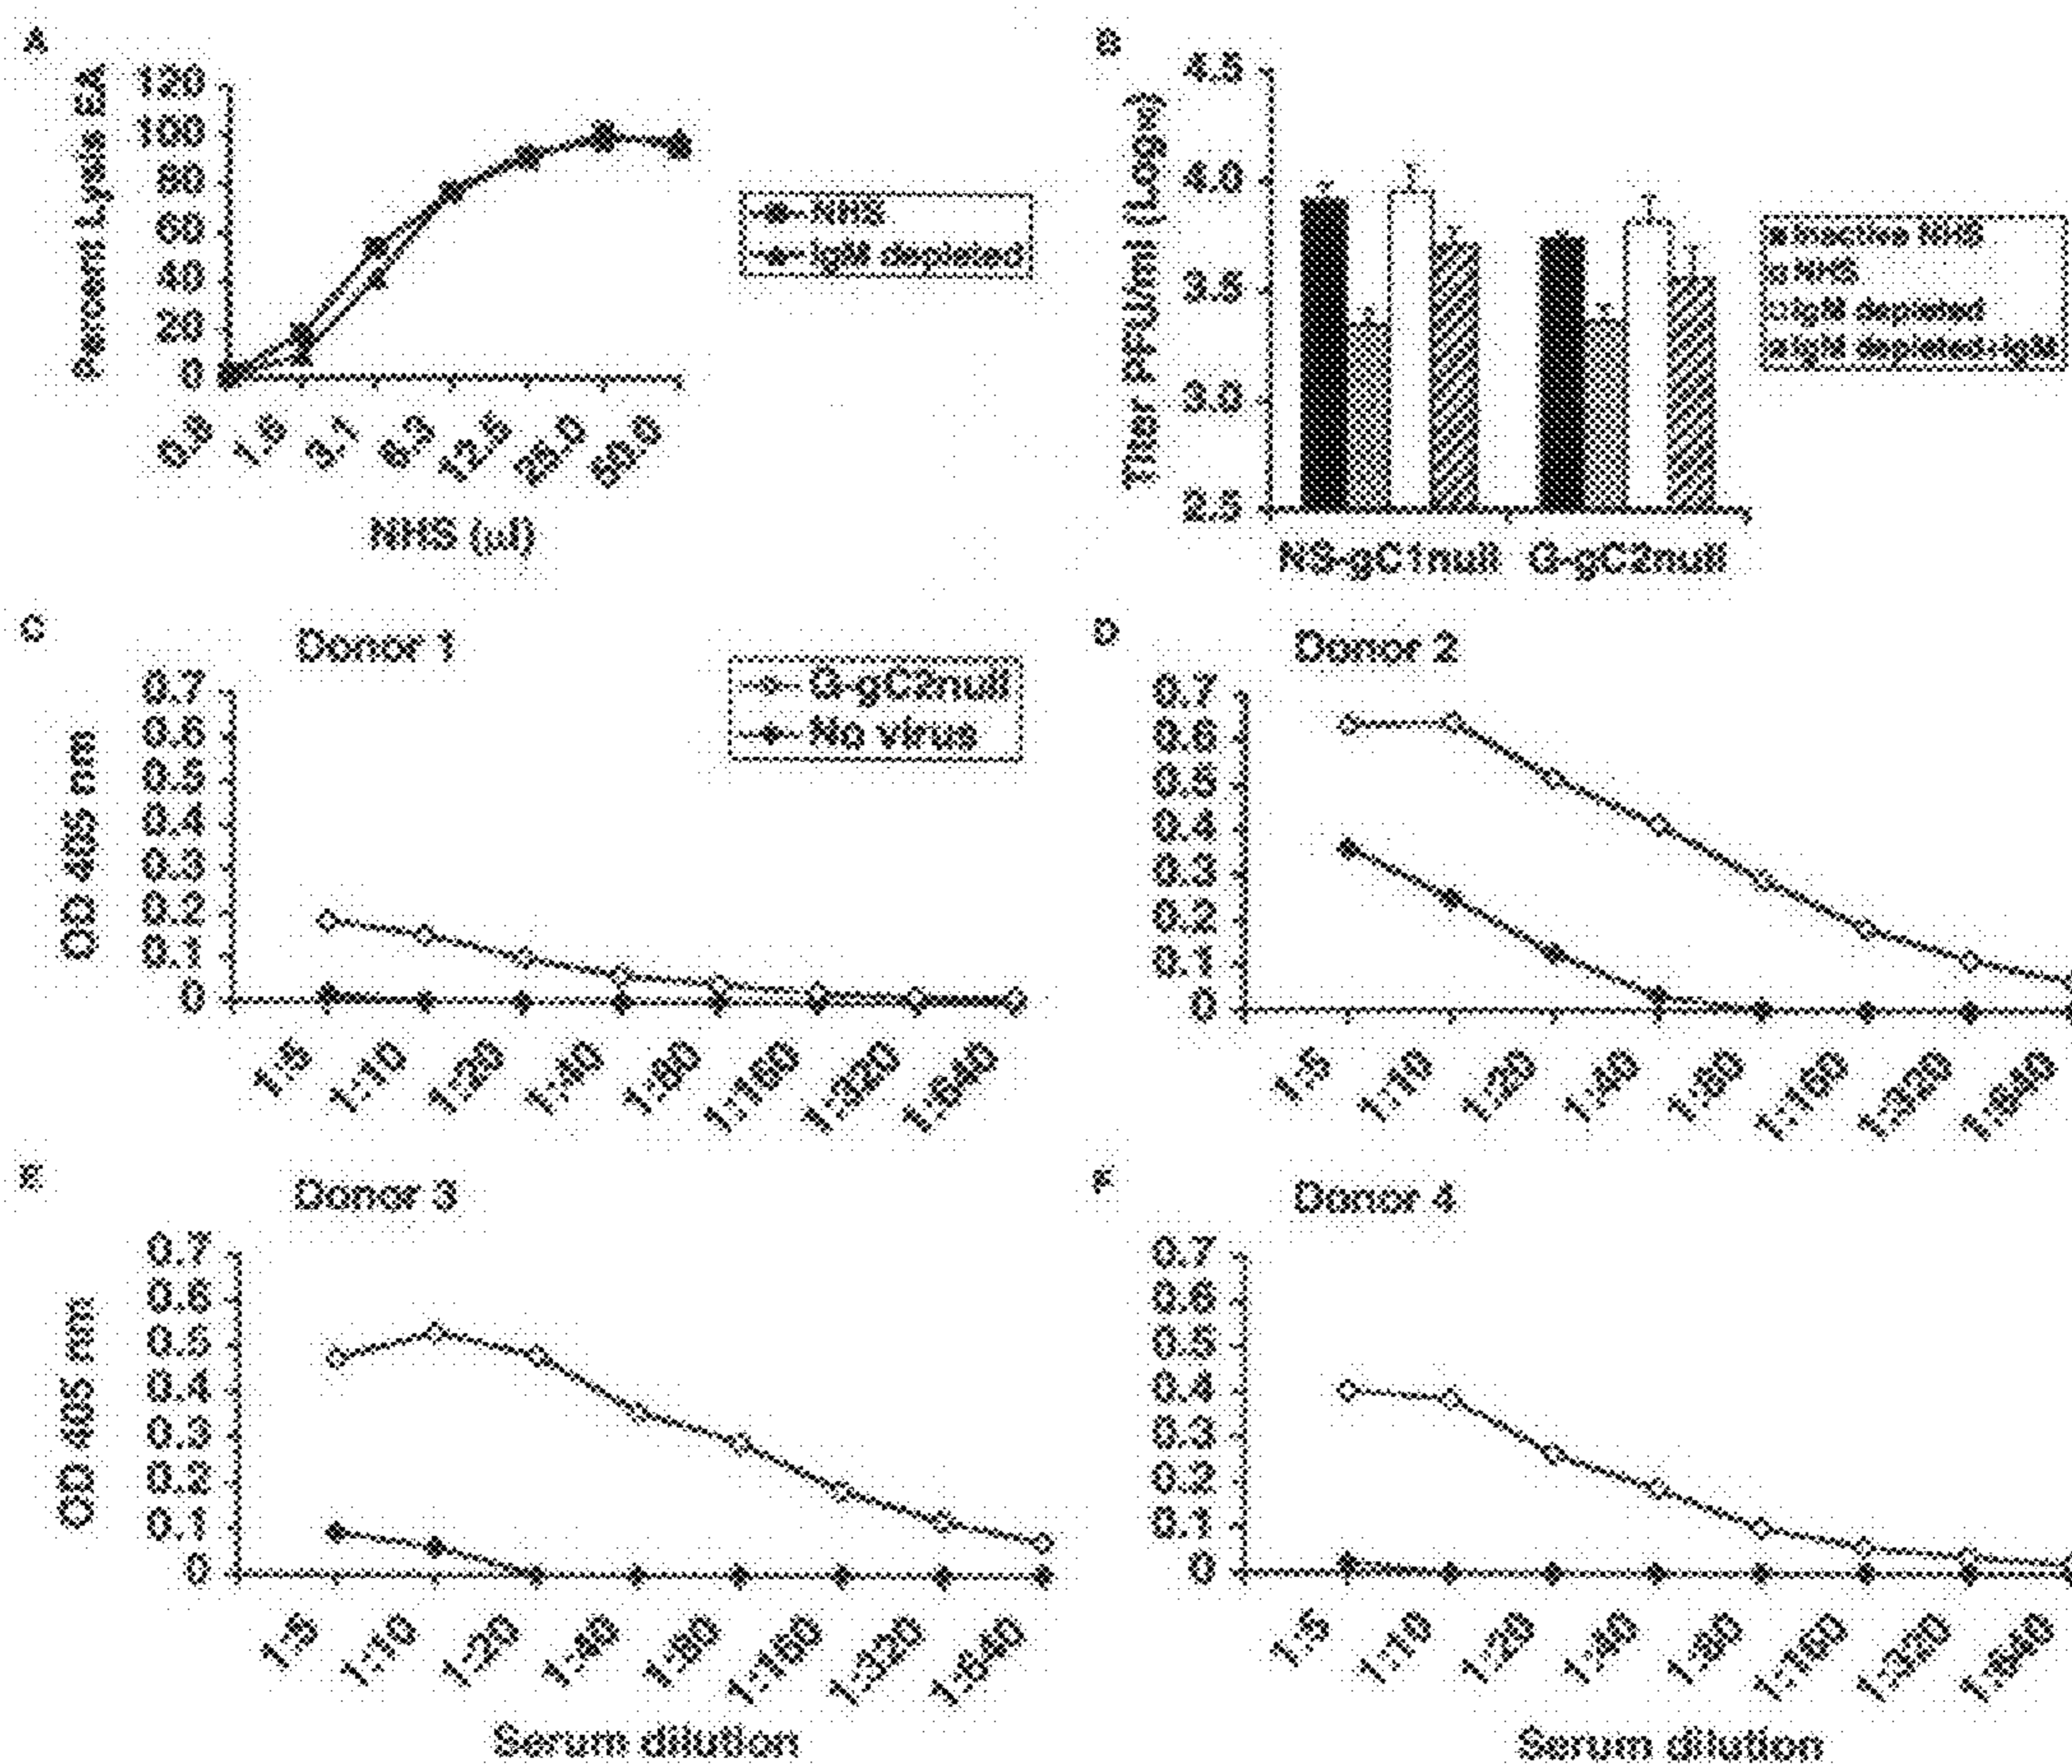 A
Percent Lysis EA
120
100
80
60
40
20
0
0.8 1.6 3.1 6.3 12.5 25.0 50.0
NHS (µl)
NHS
IgM depleted
B
Titer PFU/ml (Log₁₀)
4.5
4.0
3.5
3.0
2.5
NS-gC1null G-gC2null
Inactive NHS
NHS
IgM depleted
IgM depleted+IgM
C
Donor 1
OD 405 nm
0.7
0.6
0.5
0.4
0.3
0.2
0.1
0
1:5 1:10 1:20 1:40 1:80 1:160 1:320 1:640
G-gC2null
No virus
D
Donor 2
0.7
0.6
0.5
0.4
0.3
0.2
0.1
0
1:5 1:10 1:20 1:40 1:80 1:160 1:320 1:640
E
Donor 3
OD 405 nm
0.7
0.6
0.5
0.4
0.3
0.2
0.1
0
1:5 1:10 1:20 1:40 1:80 1:160 1:320 1:640
Serum dilution
F
Donor 4
0.7
0.6
0.5
0.4
0.3
0.2
0.1
0
1:5 1:10 1:20 1:40 1:80 1:160 1:320 1:640
Serum dilution